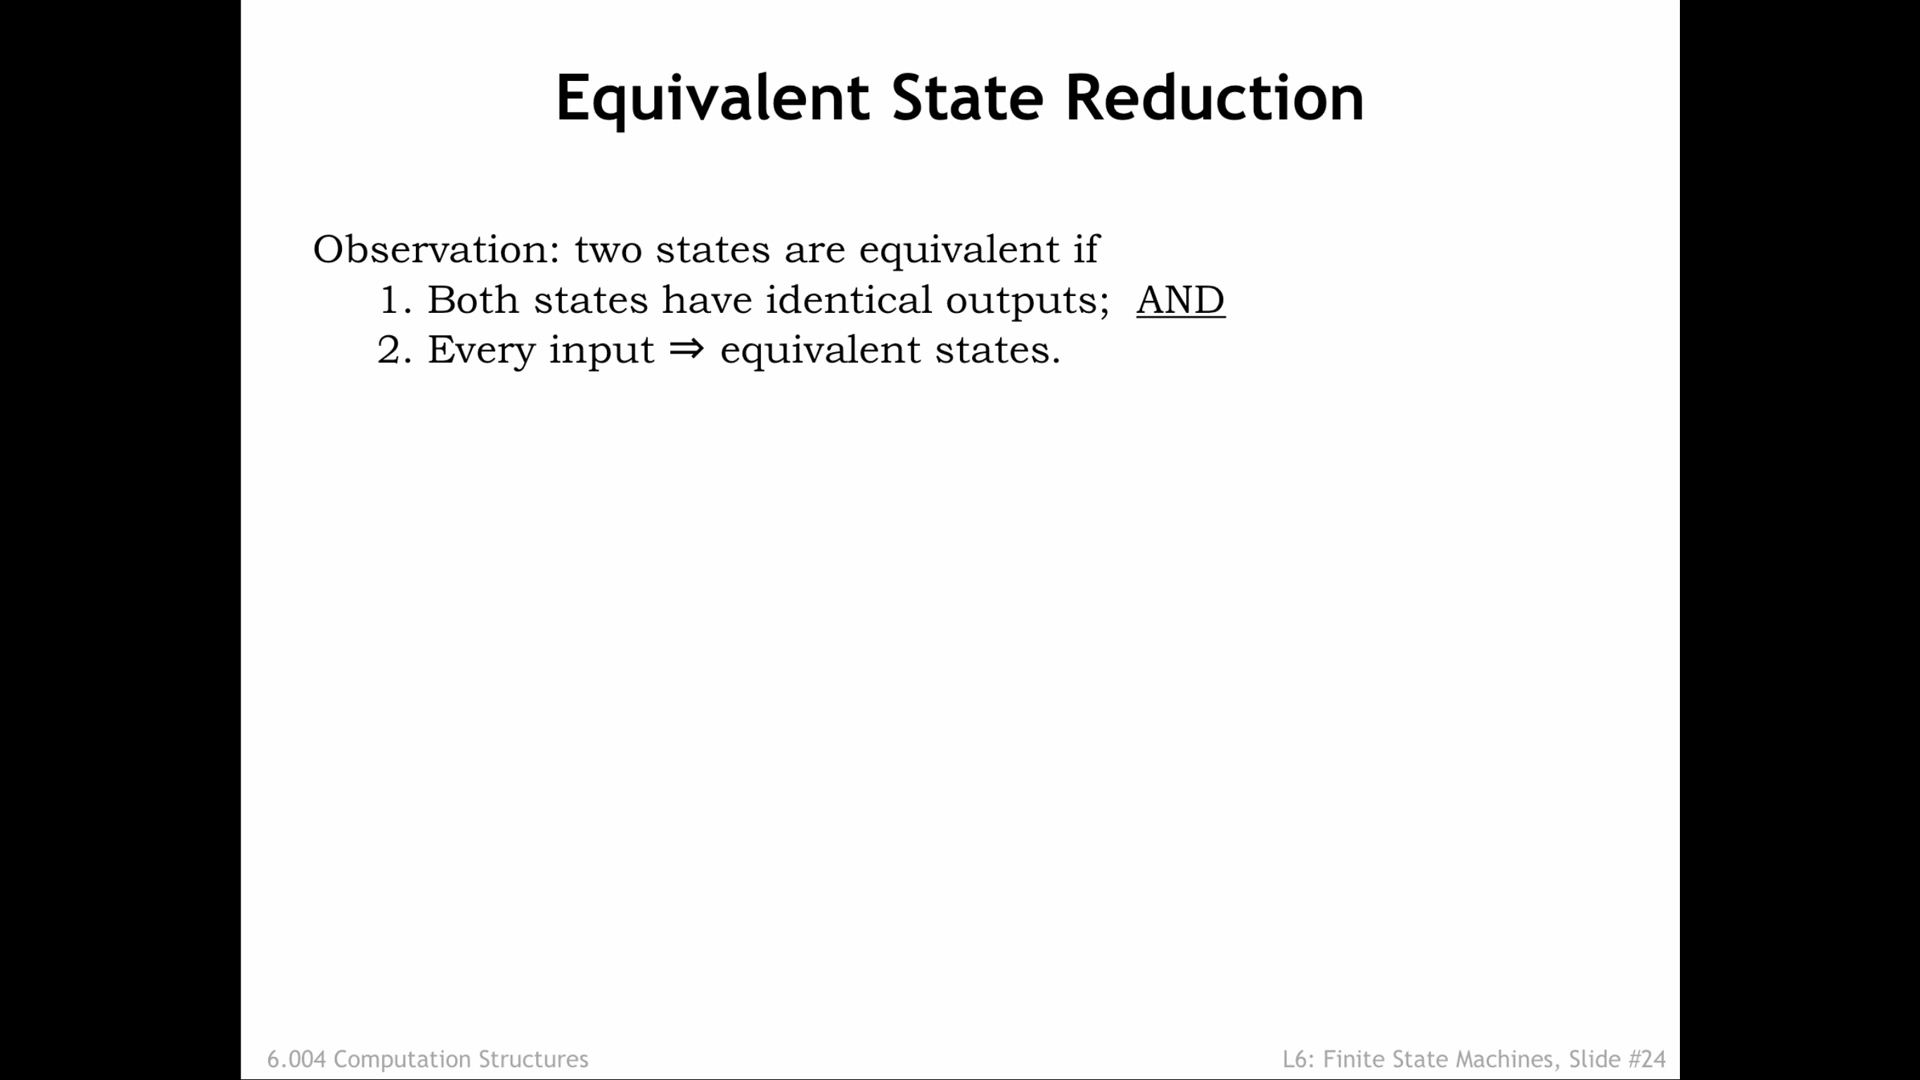 Equivalent State Reduction
Observation: two states are equivalent if
1. Both states have identical outputs; AND
2. Every input ⇒ equivalent states.
6.004 Computation Structures
L6: Finite State Machines, Slide #24